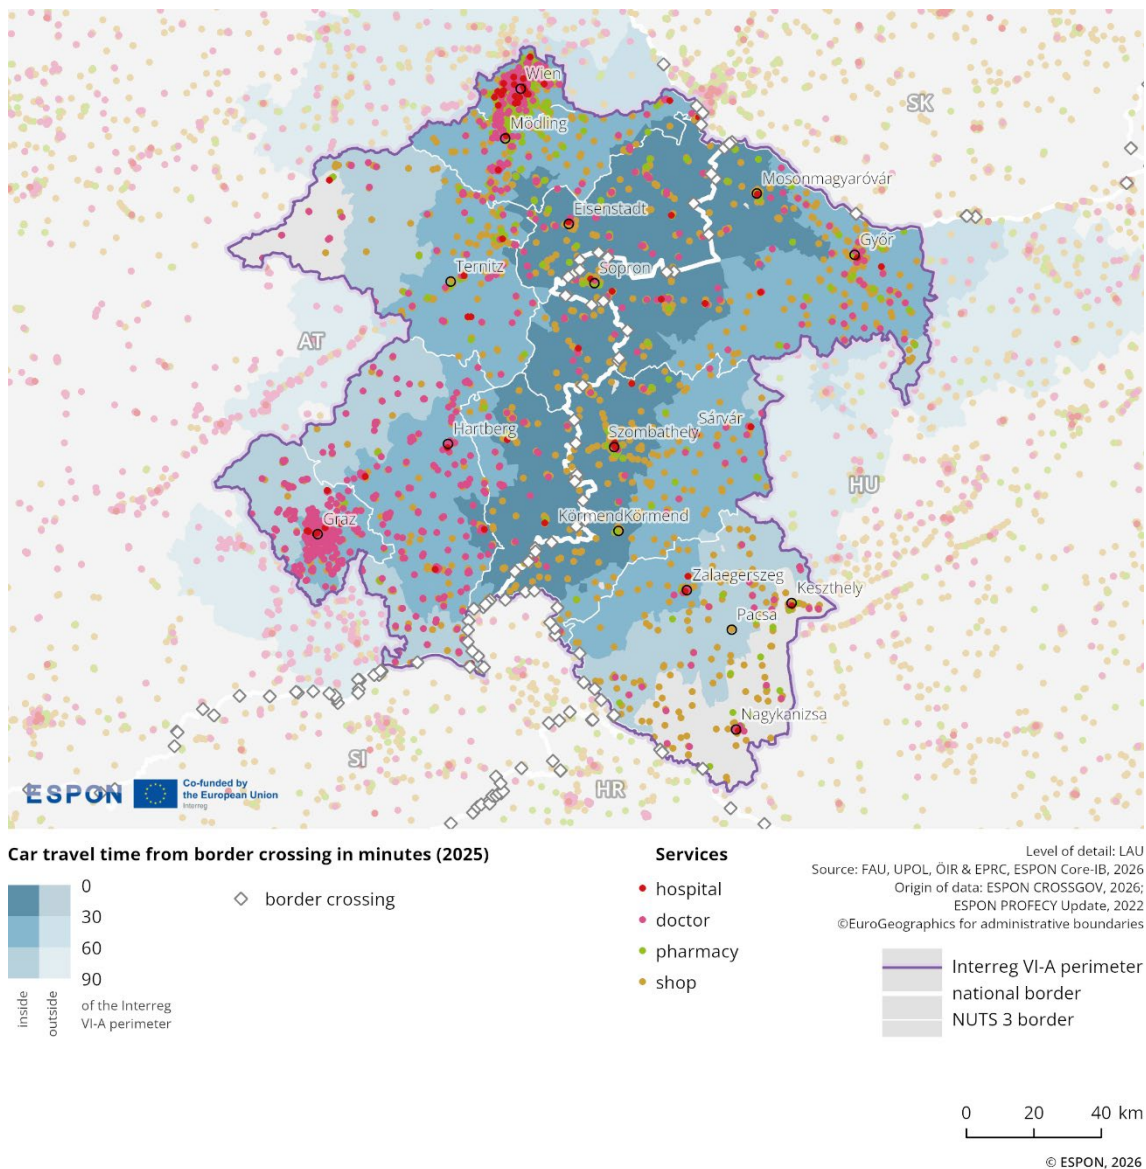 Wien
SK
Mödling
Mosonmagyaróvár
Eisenstadt
Győr
Ternitz
Sopron
AT
Hartberg
Sárvár
Szombathely
HU
Graz
KörmendKörmend
Zalaegerszeg
Keszthely
Pacsa
Nagykanizsa
SI
HR
ESPON
Co-funded by
the European Union
Interreg
Car travel time from border crossing in minutes (2025)
0
30
60
90
inside
outside
of the Interreg
VI-A perimeter
border crossing
Services
hospital
doctor
pharmacy
shop
Level of detail: LAU
Source: FAU, UPOL, ÖIR & EPRC, ESPON Core-IB, 2026
Origin of data: ESPON CROSSGOV, 2026;
ESPON PROFECY Update, 2022
©EuroGeographics for administrative boundaries
Interreg VI-A perimeter
national border
NUTS 3 border
0 20 40 km
© ESPON, 2026